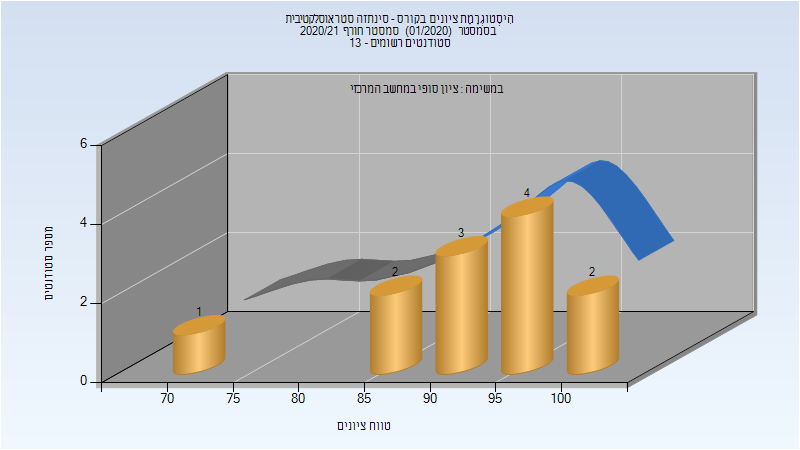 היסטוגרמת ציונים בקורס - סינתזה סטראוסלקטיבית
בסמסטר (01/2020) סמסטר חורף 2020/21
סטודנטים רשומים - 13
במשימה : ציון סופי במחשב המרכזי
6
4
2
0
מספר סטודנטים
1
2
3
4
2
70 75 80 85 90 95 100
טווח ציונים